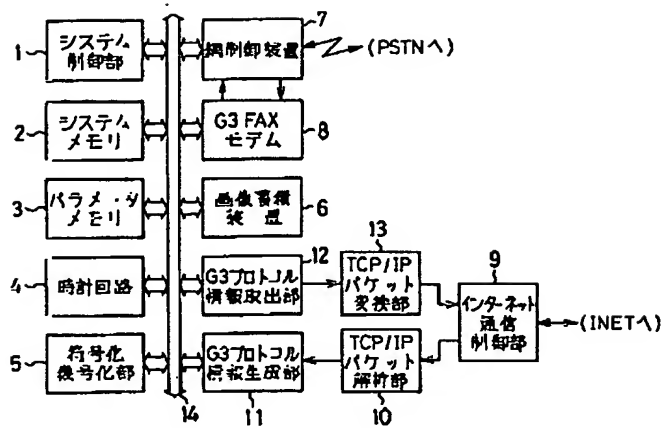 1
システム
制御部
2
システム
メモリ
3
パラメータ
メモリ
4
時計回路
5
符号化
復号化部
14
7
網制御装置
(PSTNへ)
G3 FAX
モデム
8
画像蓄積
装置
6
12
G3プロトコル
情報取出部
13
TCP/IP
パケット
変換部
9
インターネット
通信
制御部
(INETへ)
G3プロトコル
情報生成部
11
TCP/IP
パケット
解析部
10